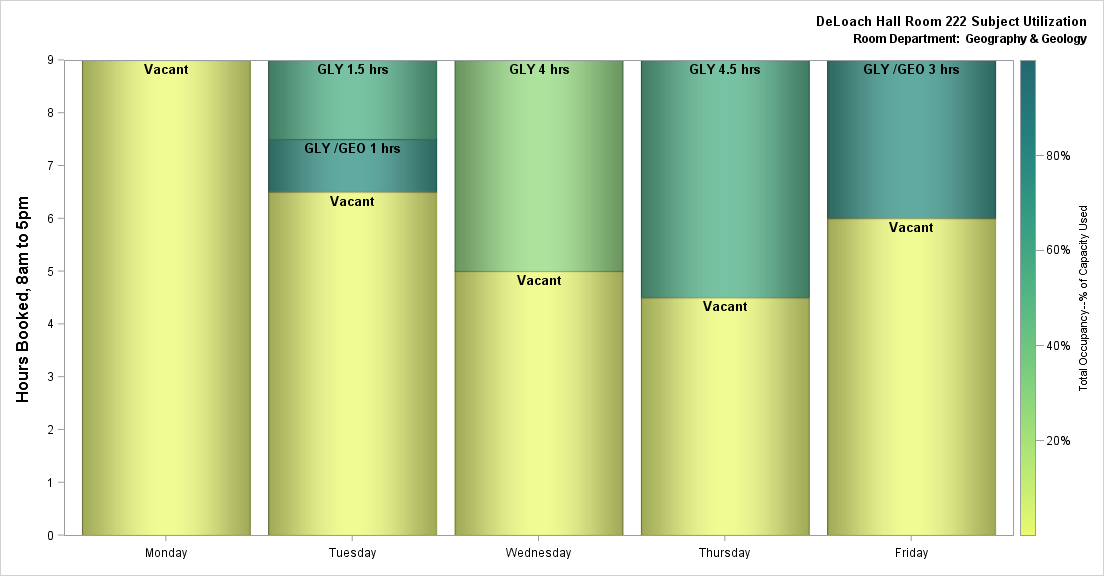 DeLoach Hall Room 222 Subject Utilization
Room Department: Geography & Geology
Hours Booked, 8am to 5pm
9
8
7
6
5
4
3
2
1
0
Vacant
GLY 1.5 hrs
GLY /GEO 1 hrs
Vacant
GLY 4 hrs
Vacant
GLY 4.5 hrs
Vacant
GLY /GEO 3 hrs
Vacant
Monday
Tuesday
Wednesday
Thursday
Friday
80%
60%
40%
20%
Total Occupancy--% of Capacity Used